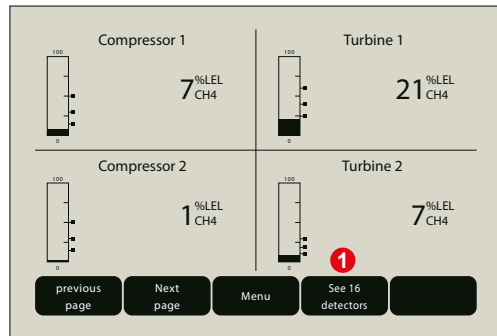 Compressor 1
100
7 %LEL
CH4
0
Turbine 1
100
21 %LEL
CH4
0
Compressor 2
100
1 %LEL
CH4
0
Turbine 2
100
7 %LEL
CH4
0
1
previous
page
Next
page
Menu
See 16
detectors